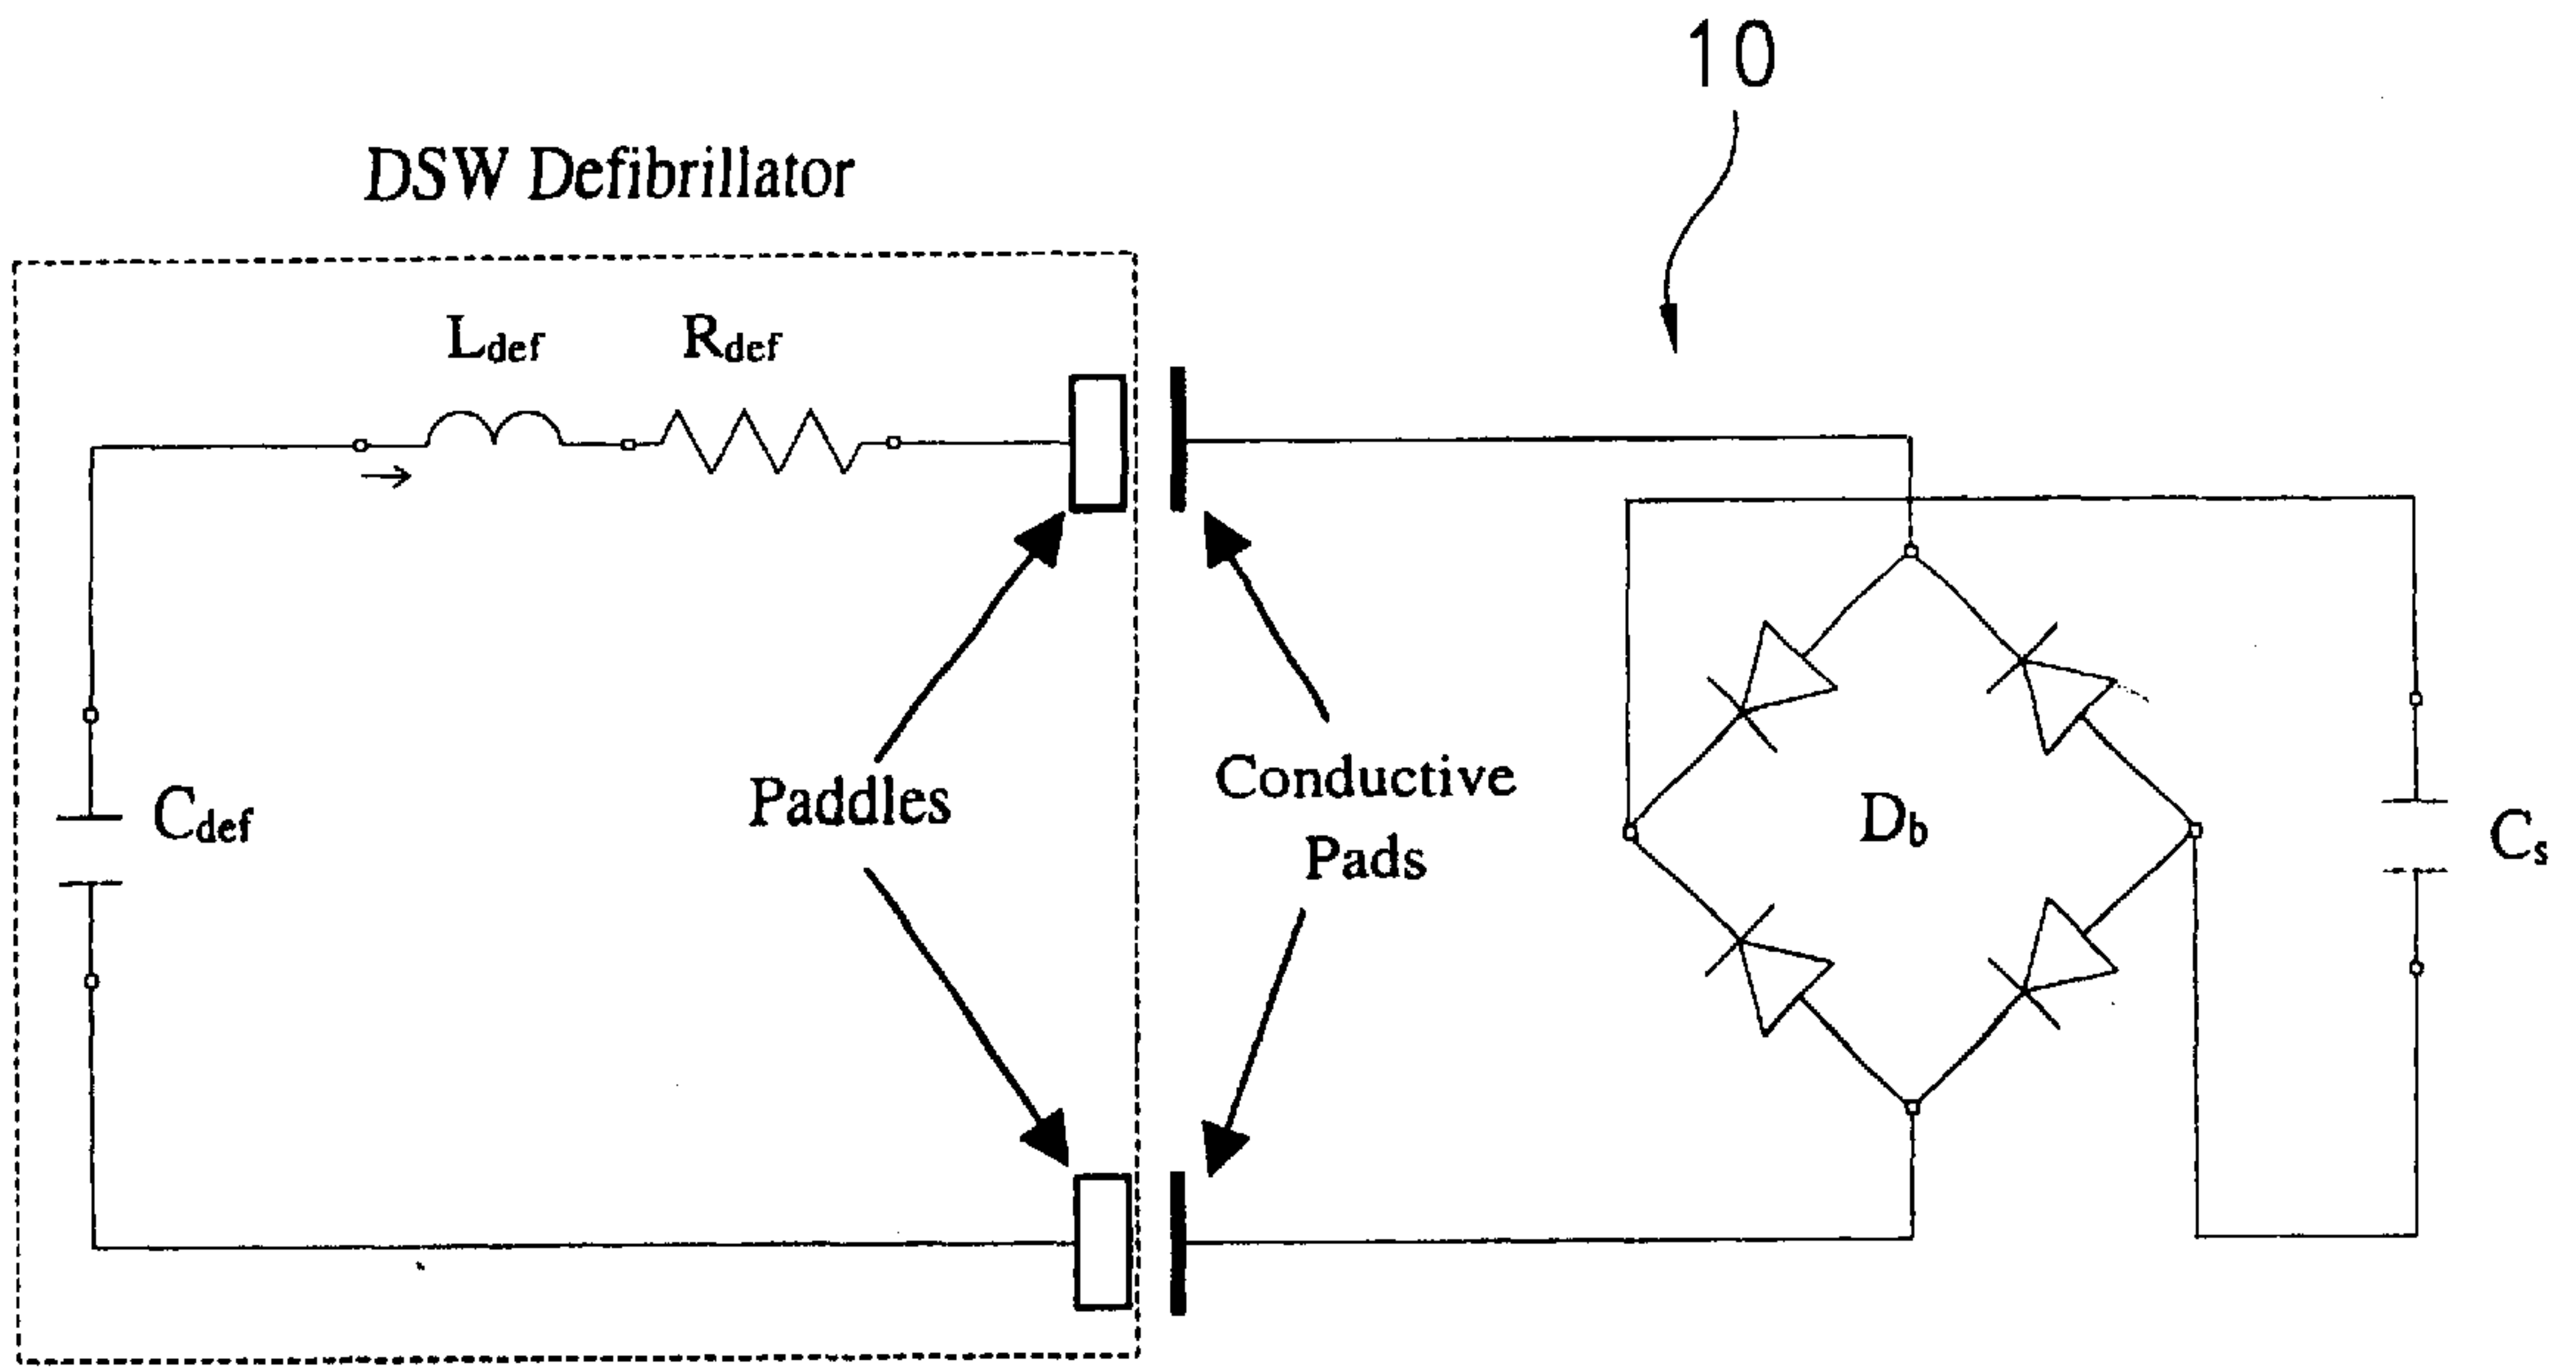 10
DSW Defibrillator
Ldef
Rdef
Cdef
Paddles
Conductive
Pads
Db
Cs